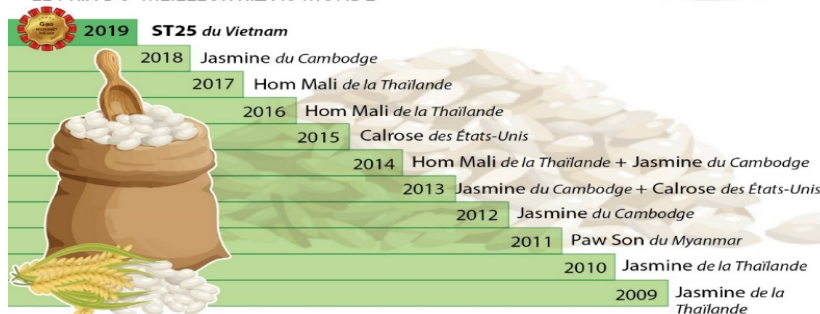 Gạo
2019 ST25 du Vietnam
2018 Jasmine du Cambodge
2017 Hom Mali de la Thaïlande
2016 Hom Mali de la Thaïlande
2015 Calrose des États-Unis
2014 Hom Mali de la Thaïlande + Jasmine du Cambodge
2013 Jasmine du Cambodge + Calrose des États-Unis
2012 Jasmine du Cambodge
2011 Paw Son du Myanmar
2010 Jasmine de la Thaïlande
2009 Jasmine de la
Thaïlande